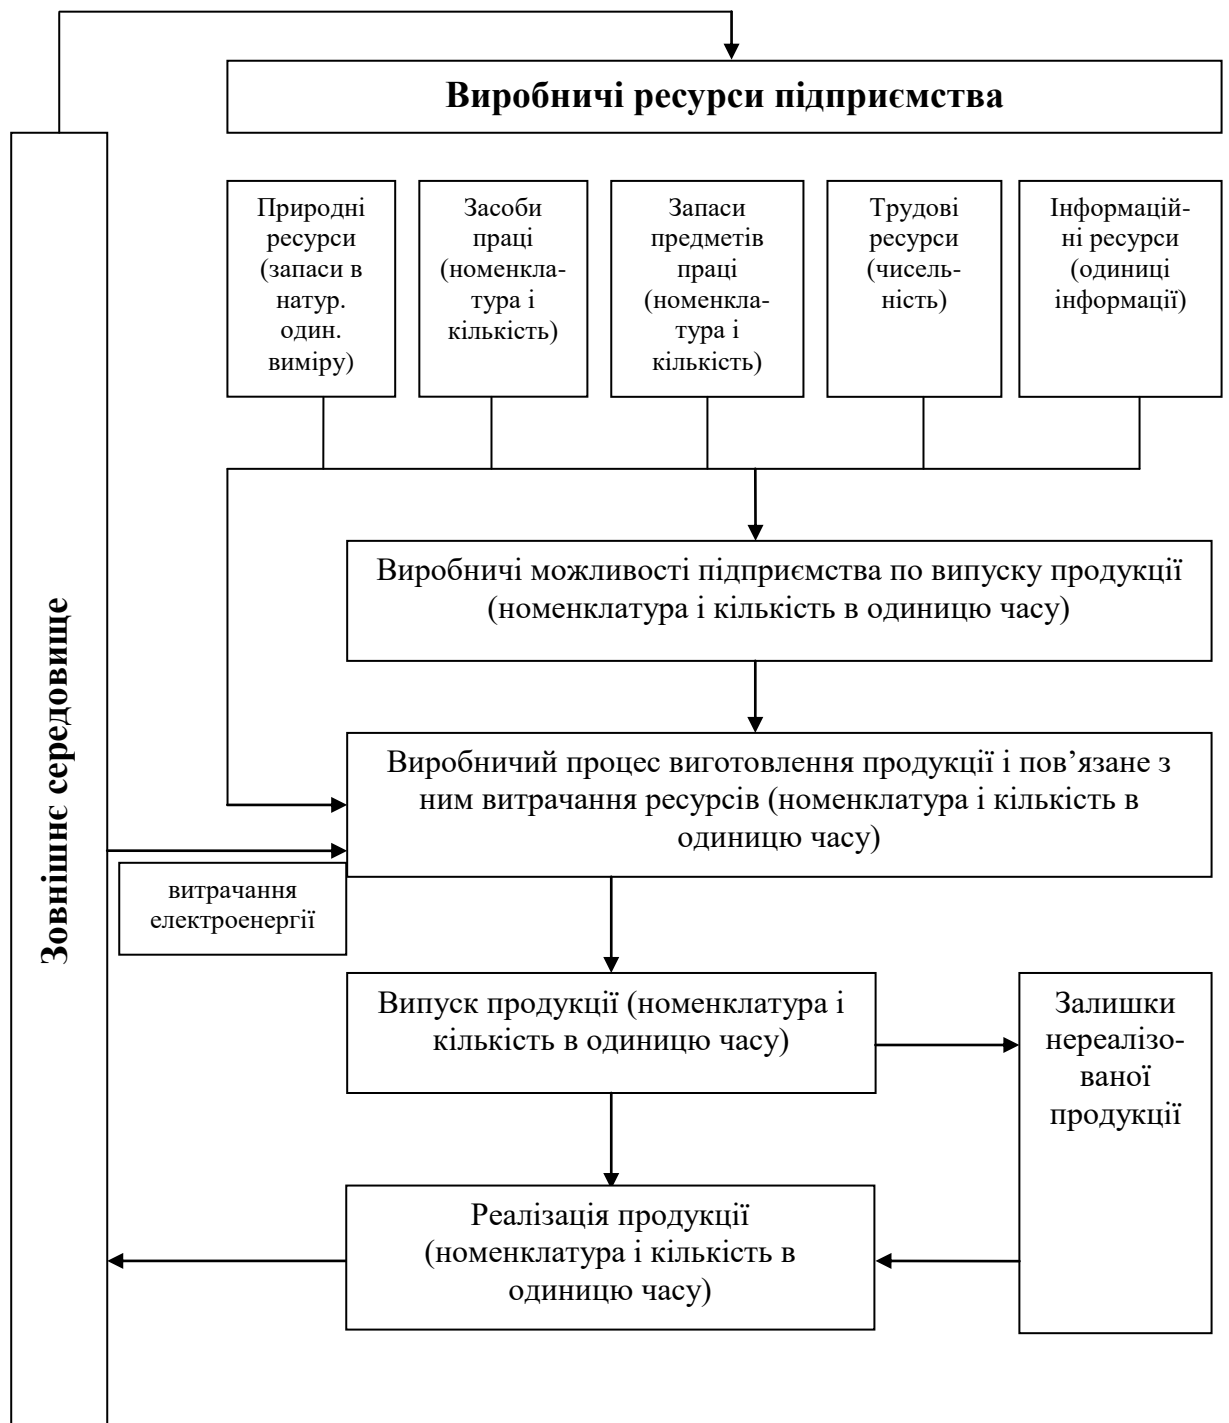 Виробничі ресурси підприємства
Природні
ресурси
(запаси в
натур.
один.
виміру)
Засоби
праці
(номенкла-
тура і
кількість)
Запаси
предметів
праці
(номенкла-
тура і
кількість)
Трудові
ресурси
(чисель-
ність)
Інформацій-
ні ресурси
(одиниці
інформації)
Зовнішнє середовище
Виробничі можливості підприємства по випуску продукції
(номенклатура і кількість в одиницю часу)
Виробничий процес виготовлення продукції і пов’язане з
ним витрачання ресурсів (номенклатура і кількість в
одиницю часу)
витрачання
електроенергії
Випуск продукції (номенклатура і
кількість в одиницю часу)
Залишки
нереалізо-
ваної
продукції
Реалізація продукції
(номенклатура і кількість в
одиницю часу)